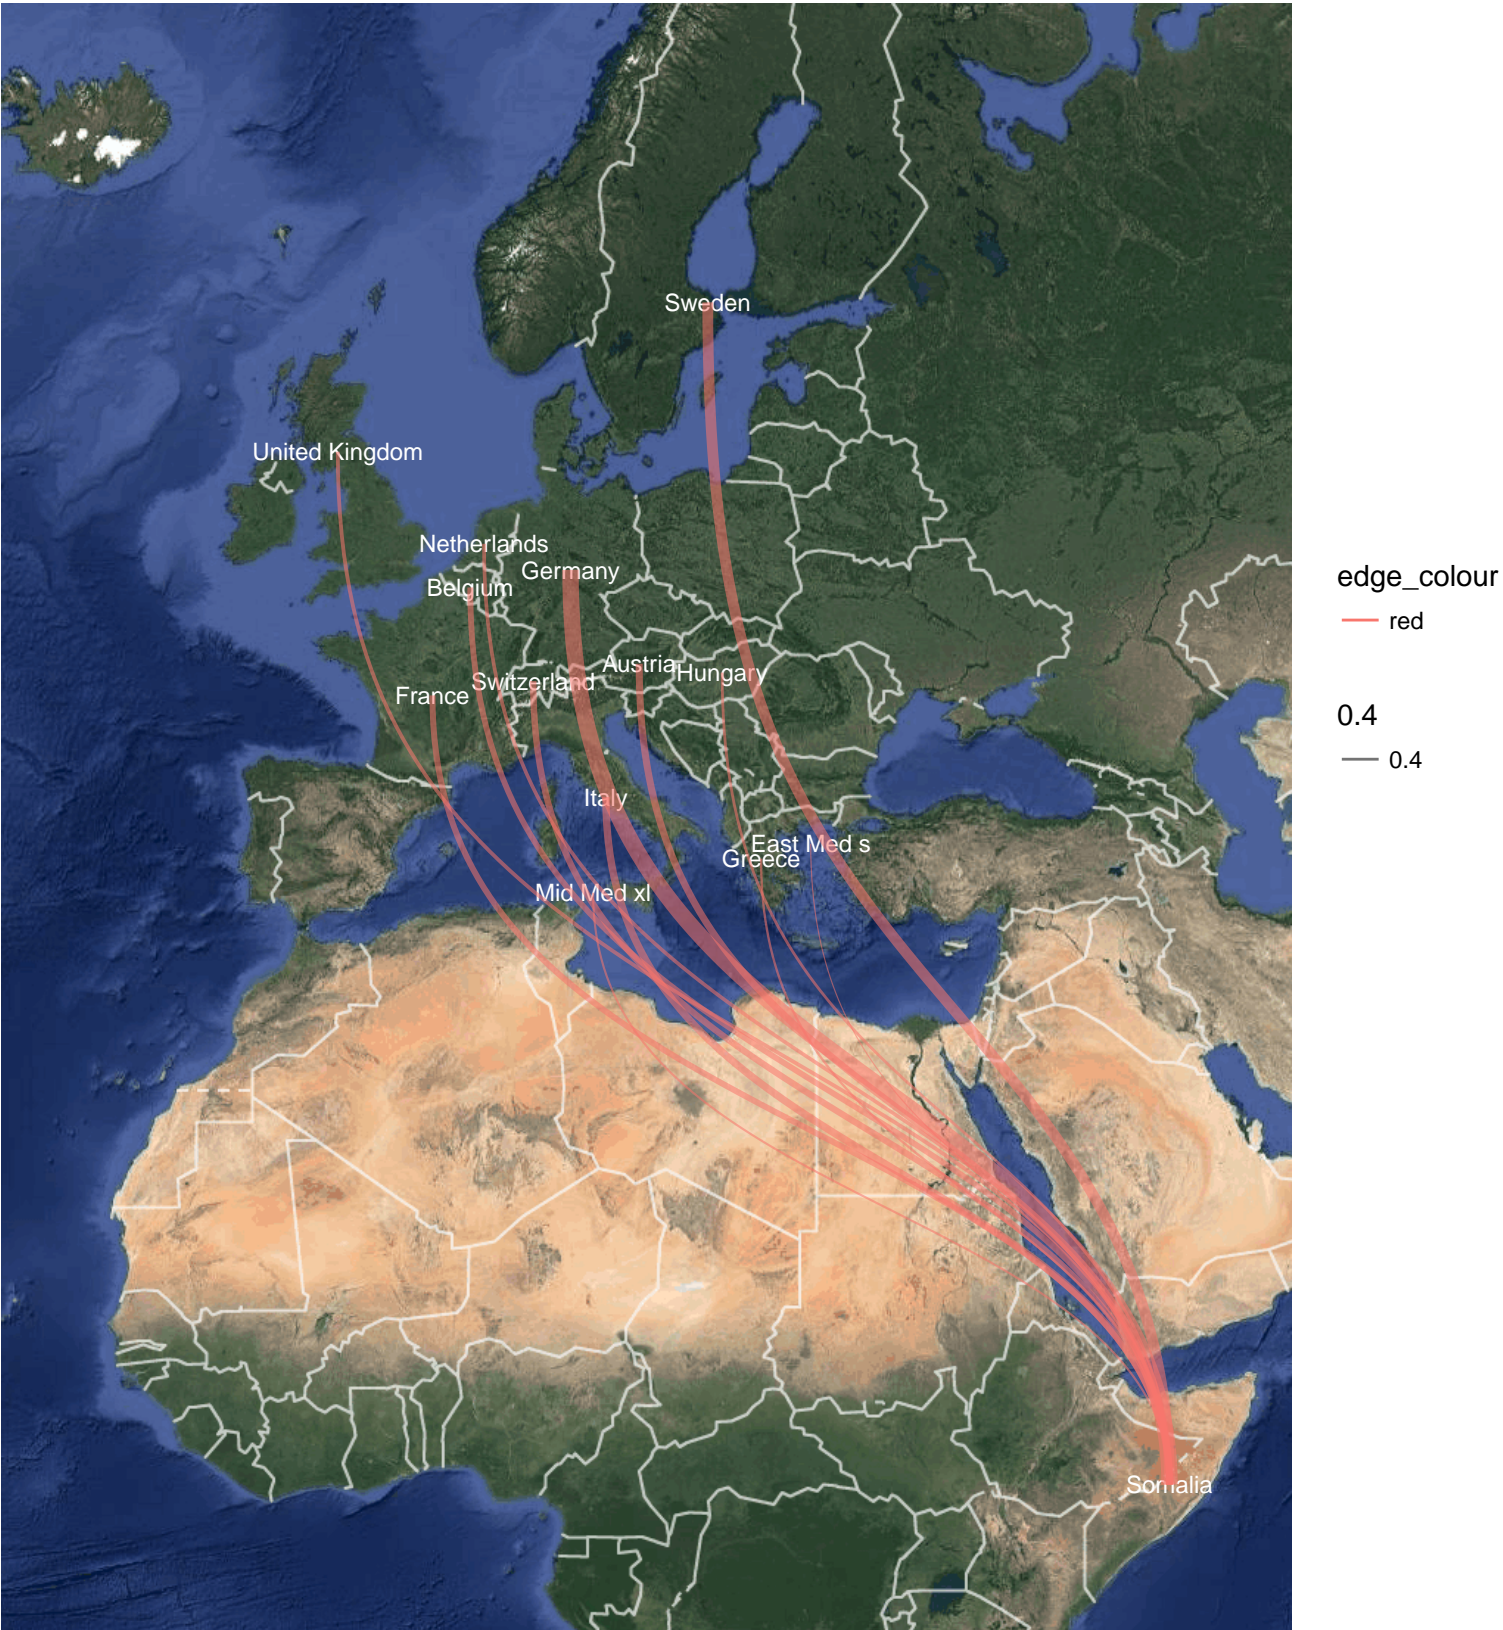 Sweden
United Kingdom
Netherlands
Germany
Belgium
Austria
Hungary
Switzerland
France
Italy
East Med s
Greece
Mid Med xl
Somalia
edge_colour
red
0.4
0.4